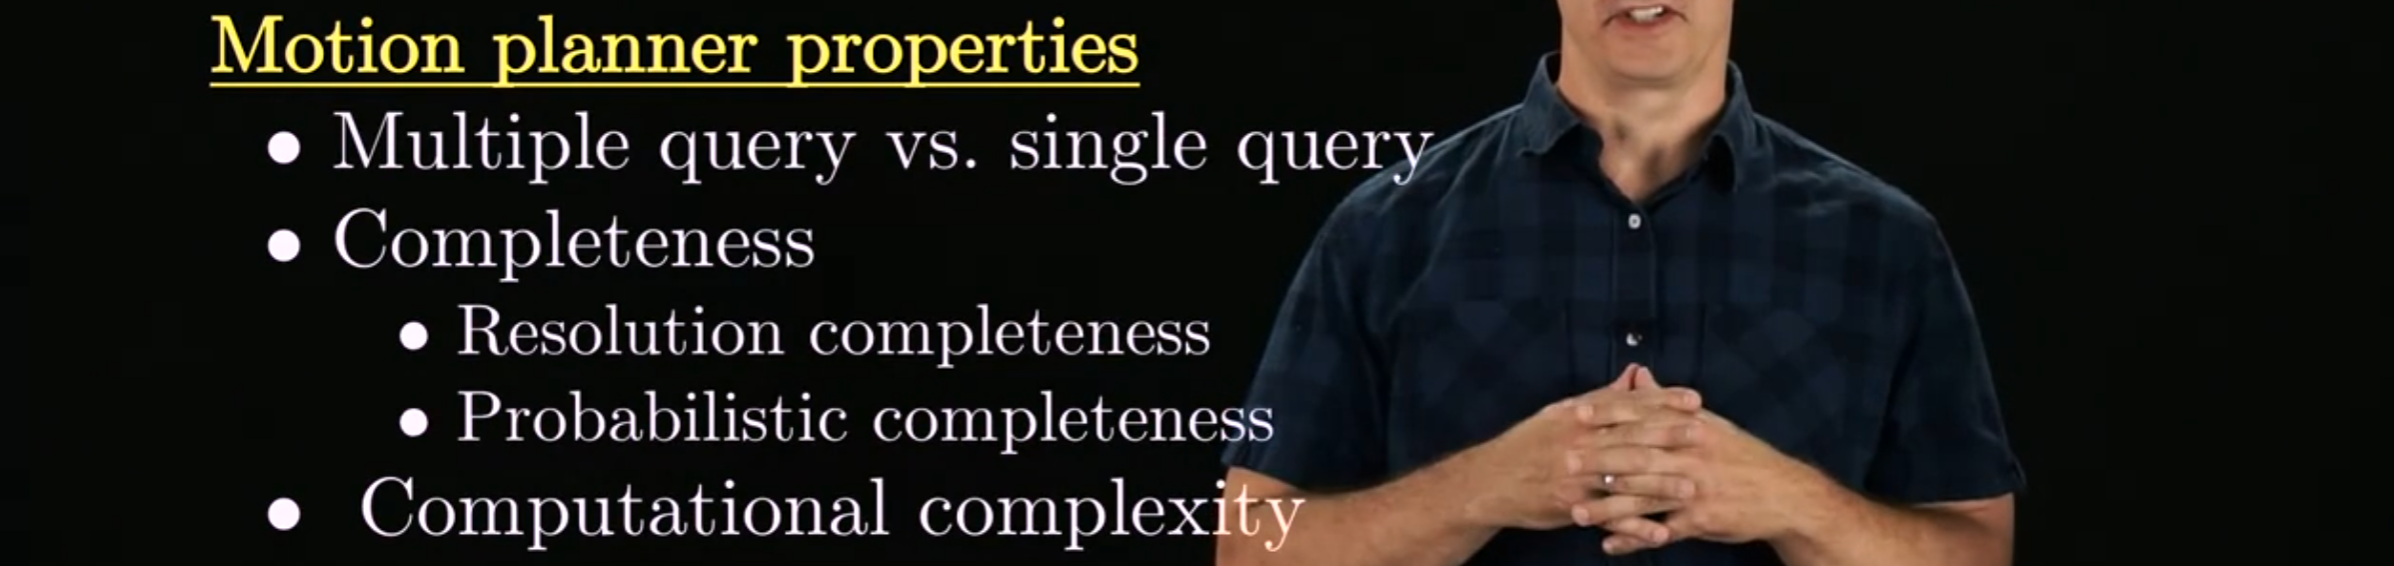 Motion planner properties
• Multiple query vs. single query
• Completeness
• Resolution completeness
• Probabilistic completeness
• Computational complexity